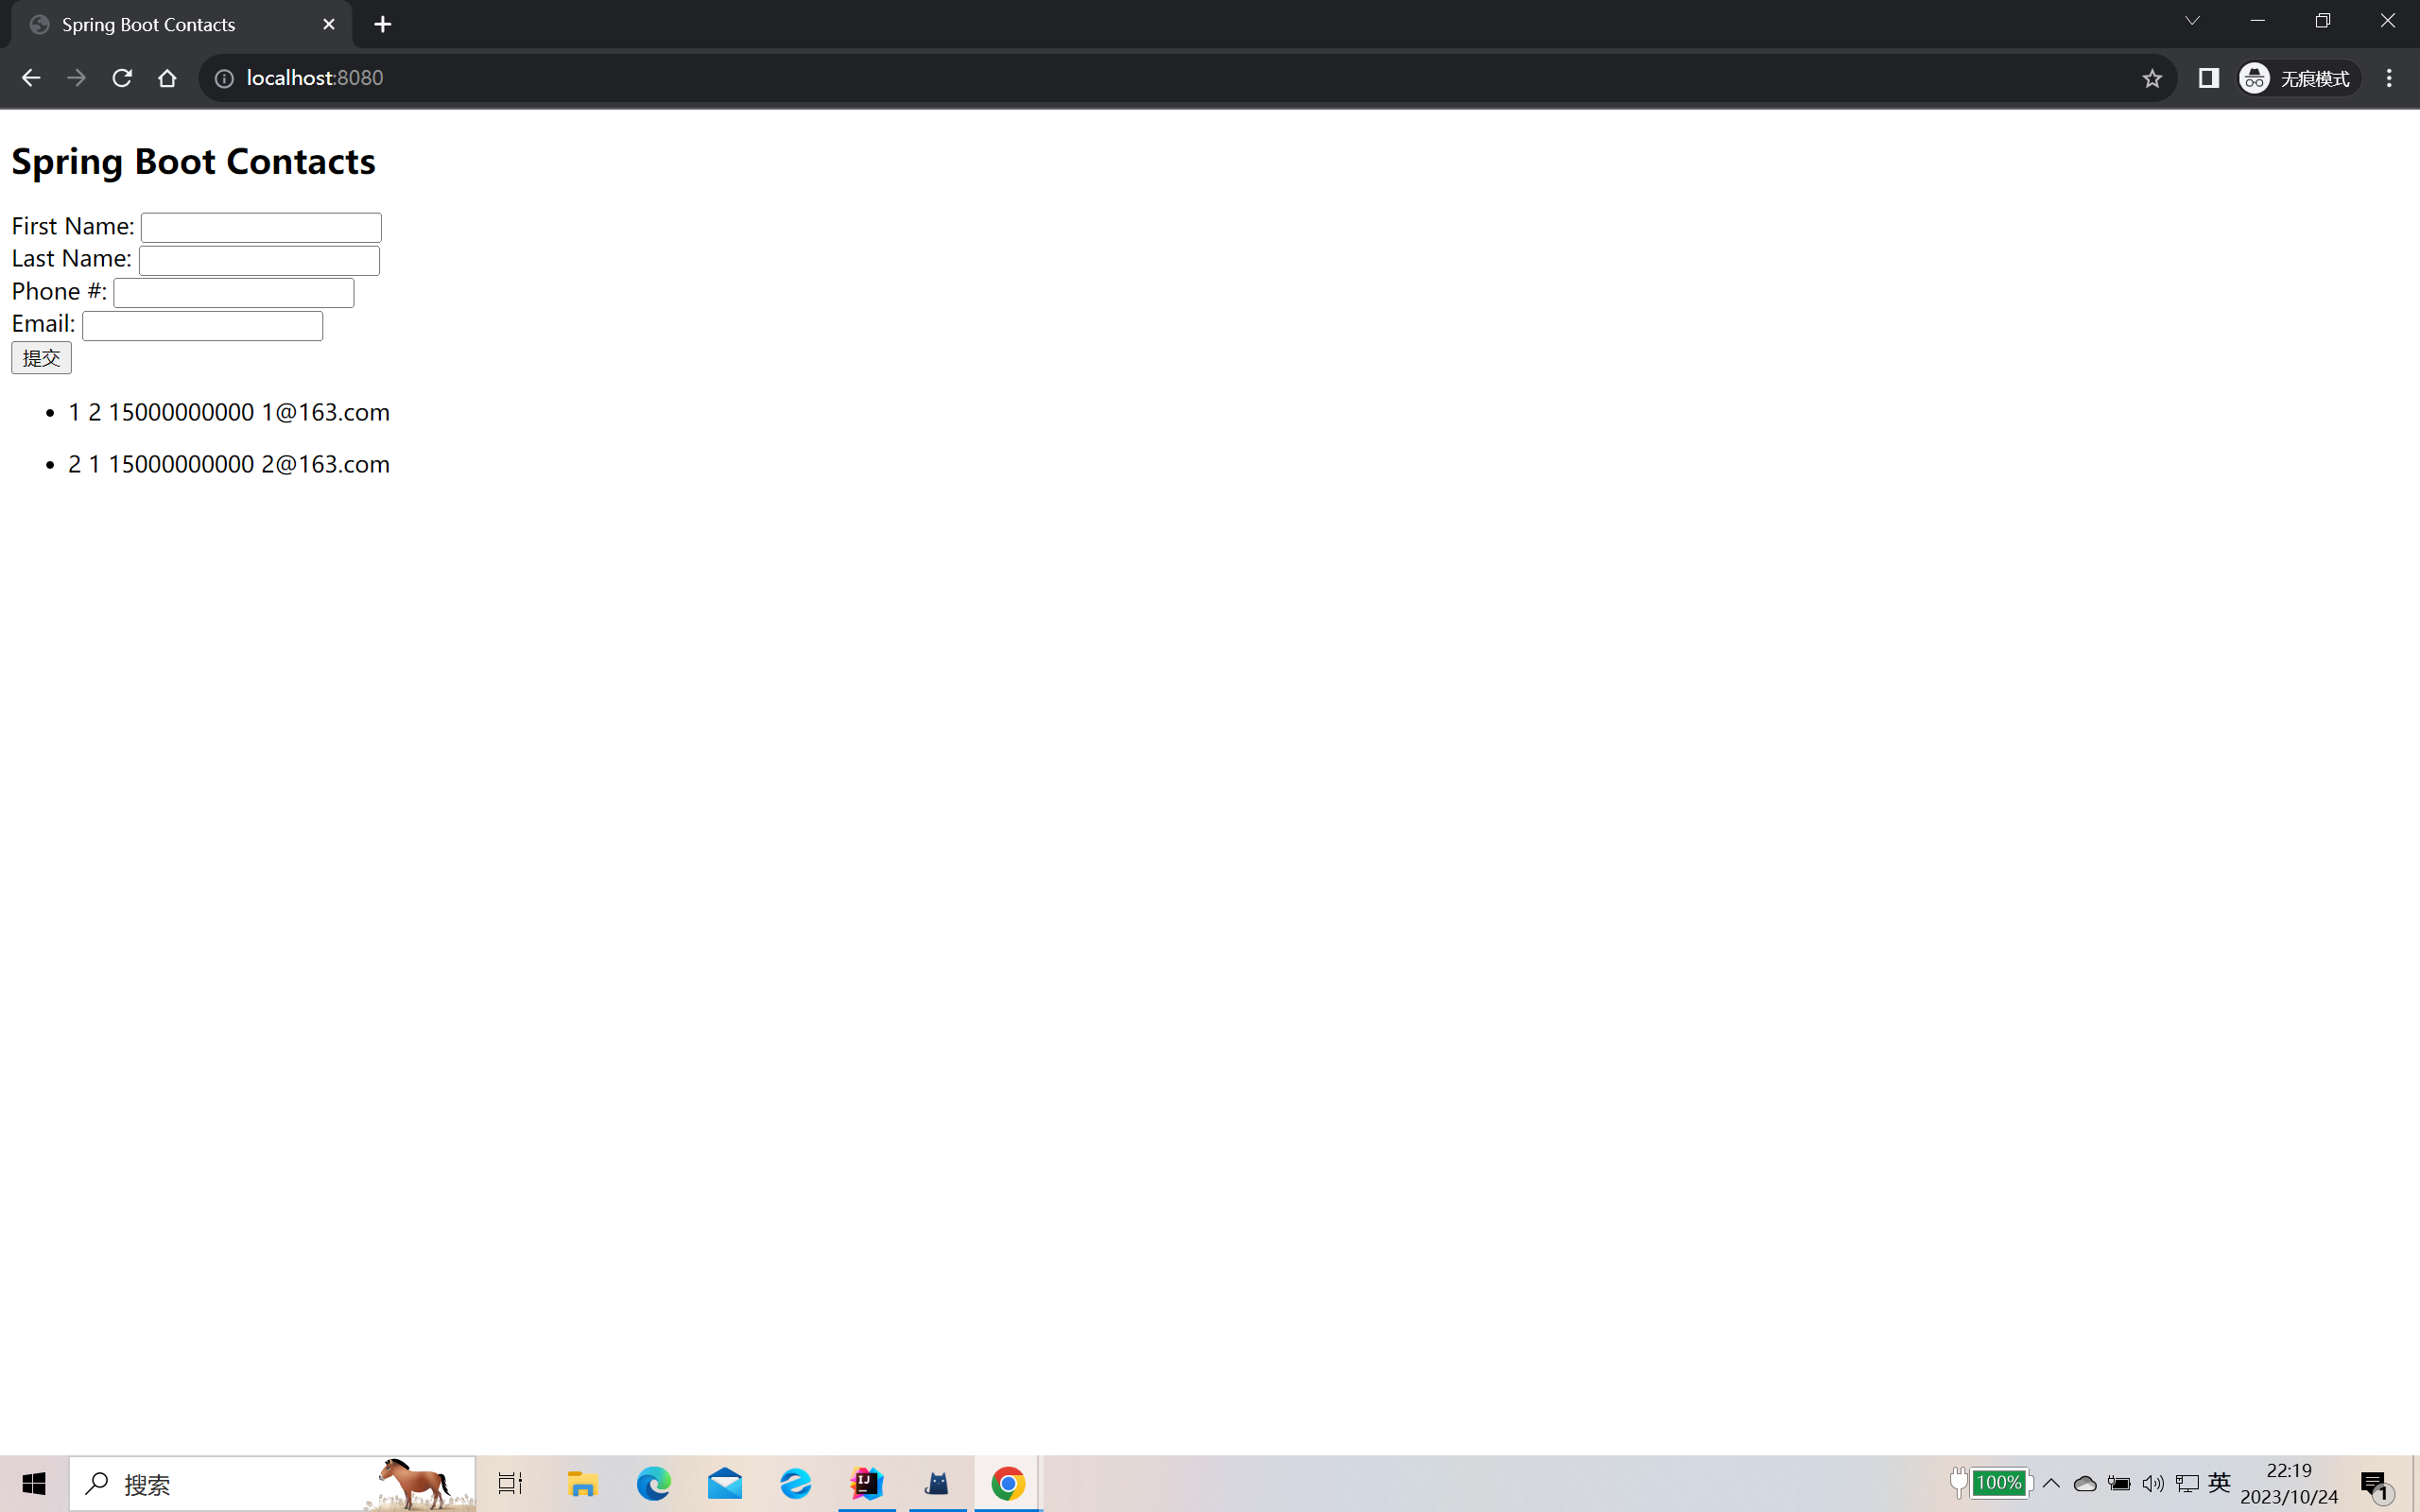 Spring Boot Contacts
localhost:8080
无痕模式
Spring Boot Contacts
First Name:
Last Name:
Phone #:
Email:
提交
1 2 15000000000 1@163.com
2 1 15000000000 2@163.com
搜索
IJ
100%
英
22:19
2023/10/24
1